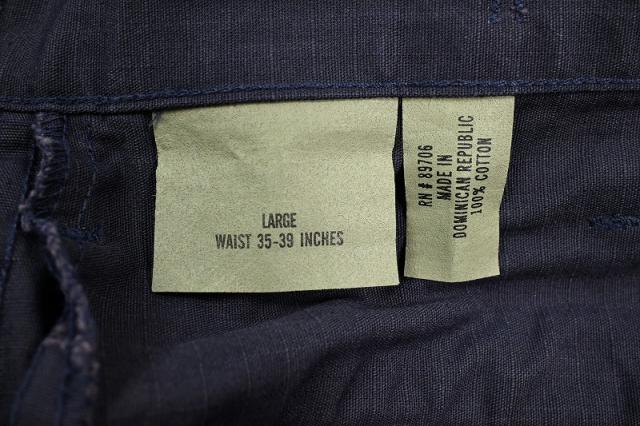 LARGE
WAIST 35-39 INCHES
RN # 89706
MADE IN
DOMINICAN REPUBLIC
100% COTTON